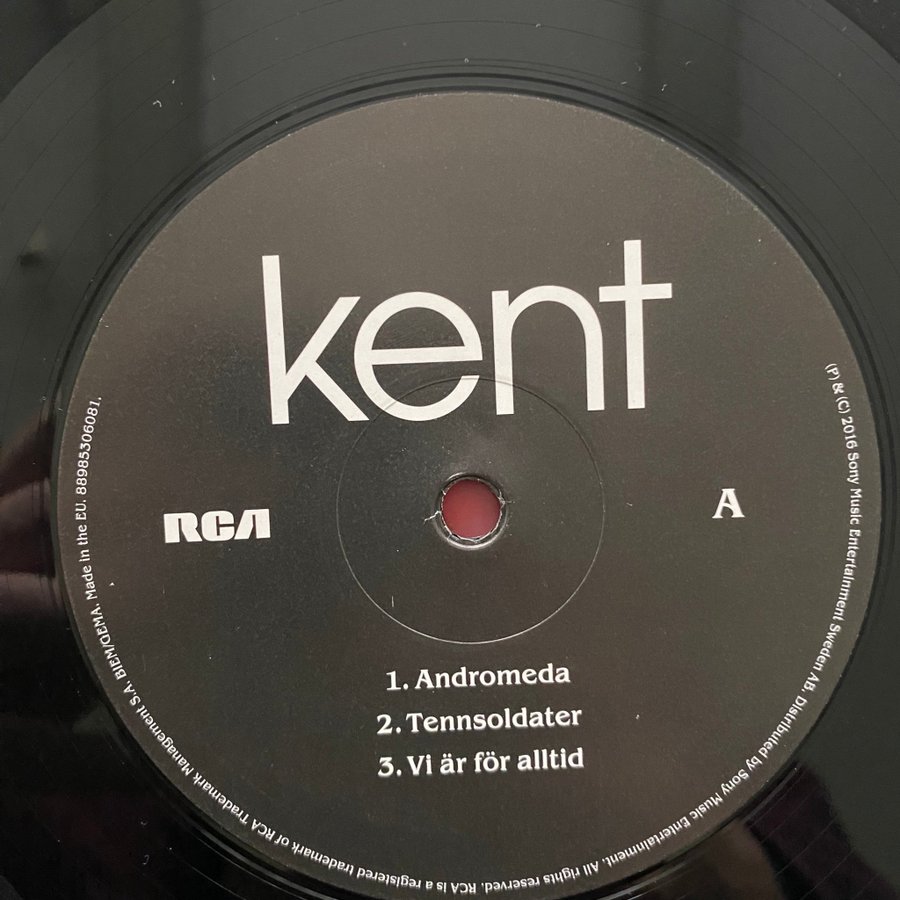 kent
RCA
A
1. Andromeda
2. Tennsoldater
3. Vi är för alltid
(P) & (C) 2016 Sony Music Entertainment Sweden AB. Distributed by Sony Music Entertainment. All rights reserved. RCA is a registered trademark of RCA Trademark Management S.A. BIEM/GEMA. Made in the EU. 88985306081.